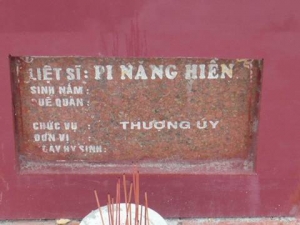 LIỆT SĨ: PI NĂNG HIỀN
SINH NĂM :
QUÊ QUÁN :
CHỨC VỤ : THƯỢNG ÚY
ĐƠN VỊ :
NGÀY HY SINH :